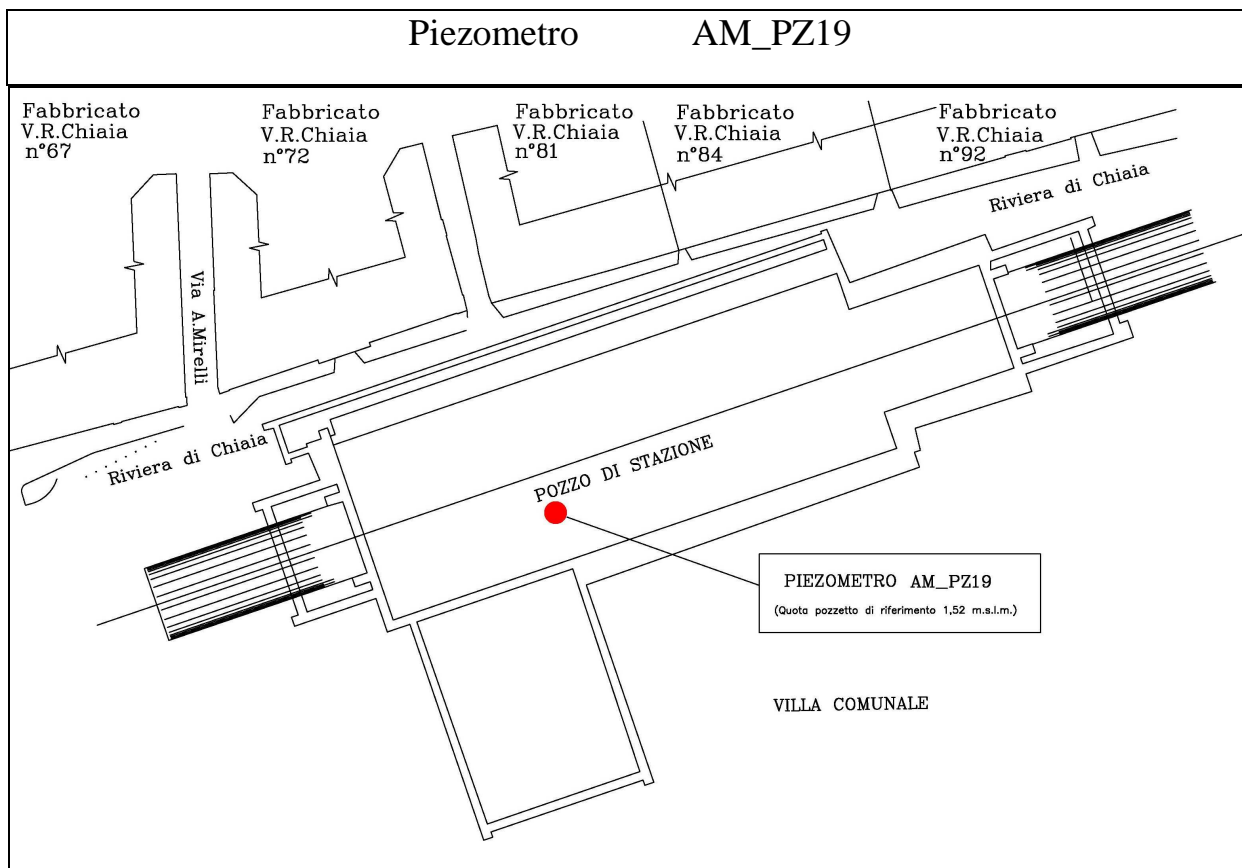 Piezometro AM_PZ19
Fabbricato
V.R.Chiaia
n°67
Fabbricato
V.R.Chiaia
n°72
Fabbricato
V.R.Chiaia
n°81
Fabbricato
V.R.Chiaia
n°84
Fabbricato
V.R.Chiaia
n°92
Riviera di Chiaia
Via A.Mirelli
Riviera di Chiaia
POZZO DI STAZIONE
PIEZOMETRO AM_PZ19
(Quota pozzetto di riferimento 1,52 m.s.l.m.)
VILLA COMUNALE